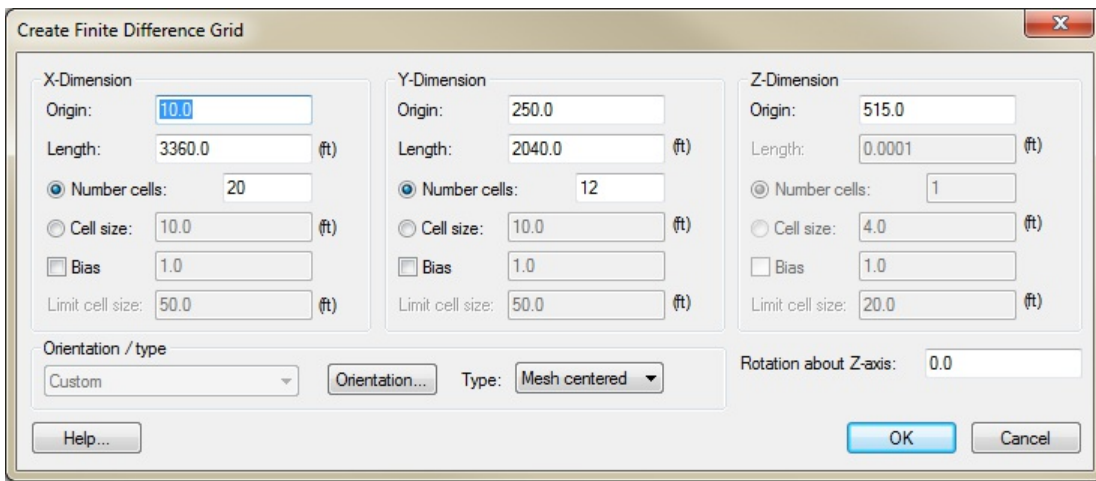 Create Finite Difference Grid
X-Dimension
Origin: 10.0
Length: 3360.0 (ft)
Number cells: 20
Cell size: 10.0 (ft)
Bias 1.0
Limit cell size: 50.0 (ft)
Y-Dimension
Origin: 250.0
Length: 2040.0 (ft)
Number cells: 12
Cell size: 10.0 (ft)
Bias 1.0
Limit cell size: 50.0 (ft)
Z-Dimension
Origin: 515.0
Length: 0.0001 (ft)
Number cells: 1
Cell size: 4.0 (ft)
Bias 1.0
Limit cell size: 20.0 (ft)
Orientation / type
Custom Orientation... Type: Mesh centered
Rotation about Z-axis: 0.0
Help... OK Cancel